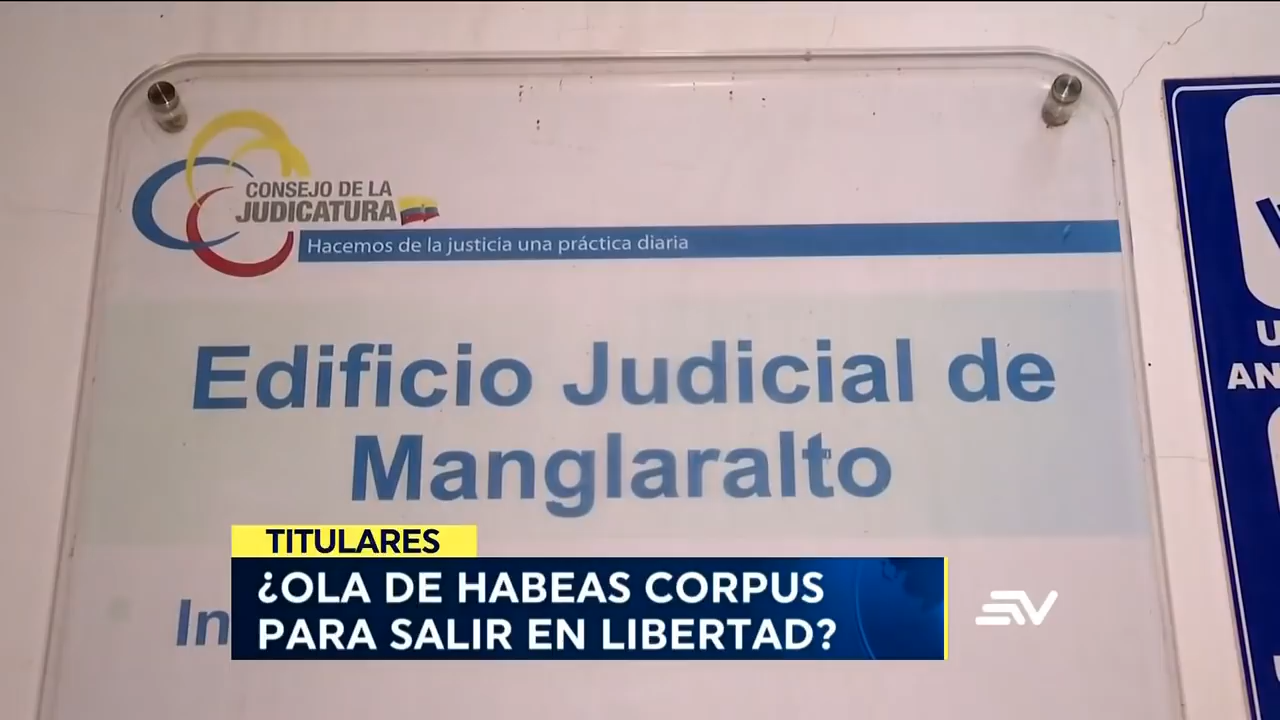 CONSEJO DE LA
JUDICATURA
Hacemos de la justicia una práctica diaria
Edificio Judicial de
Manglaralto
TITULARES
¿OLA DE HABEAS CORPUS
PARA SALIR EN LIBERTAD?